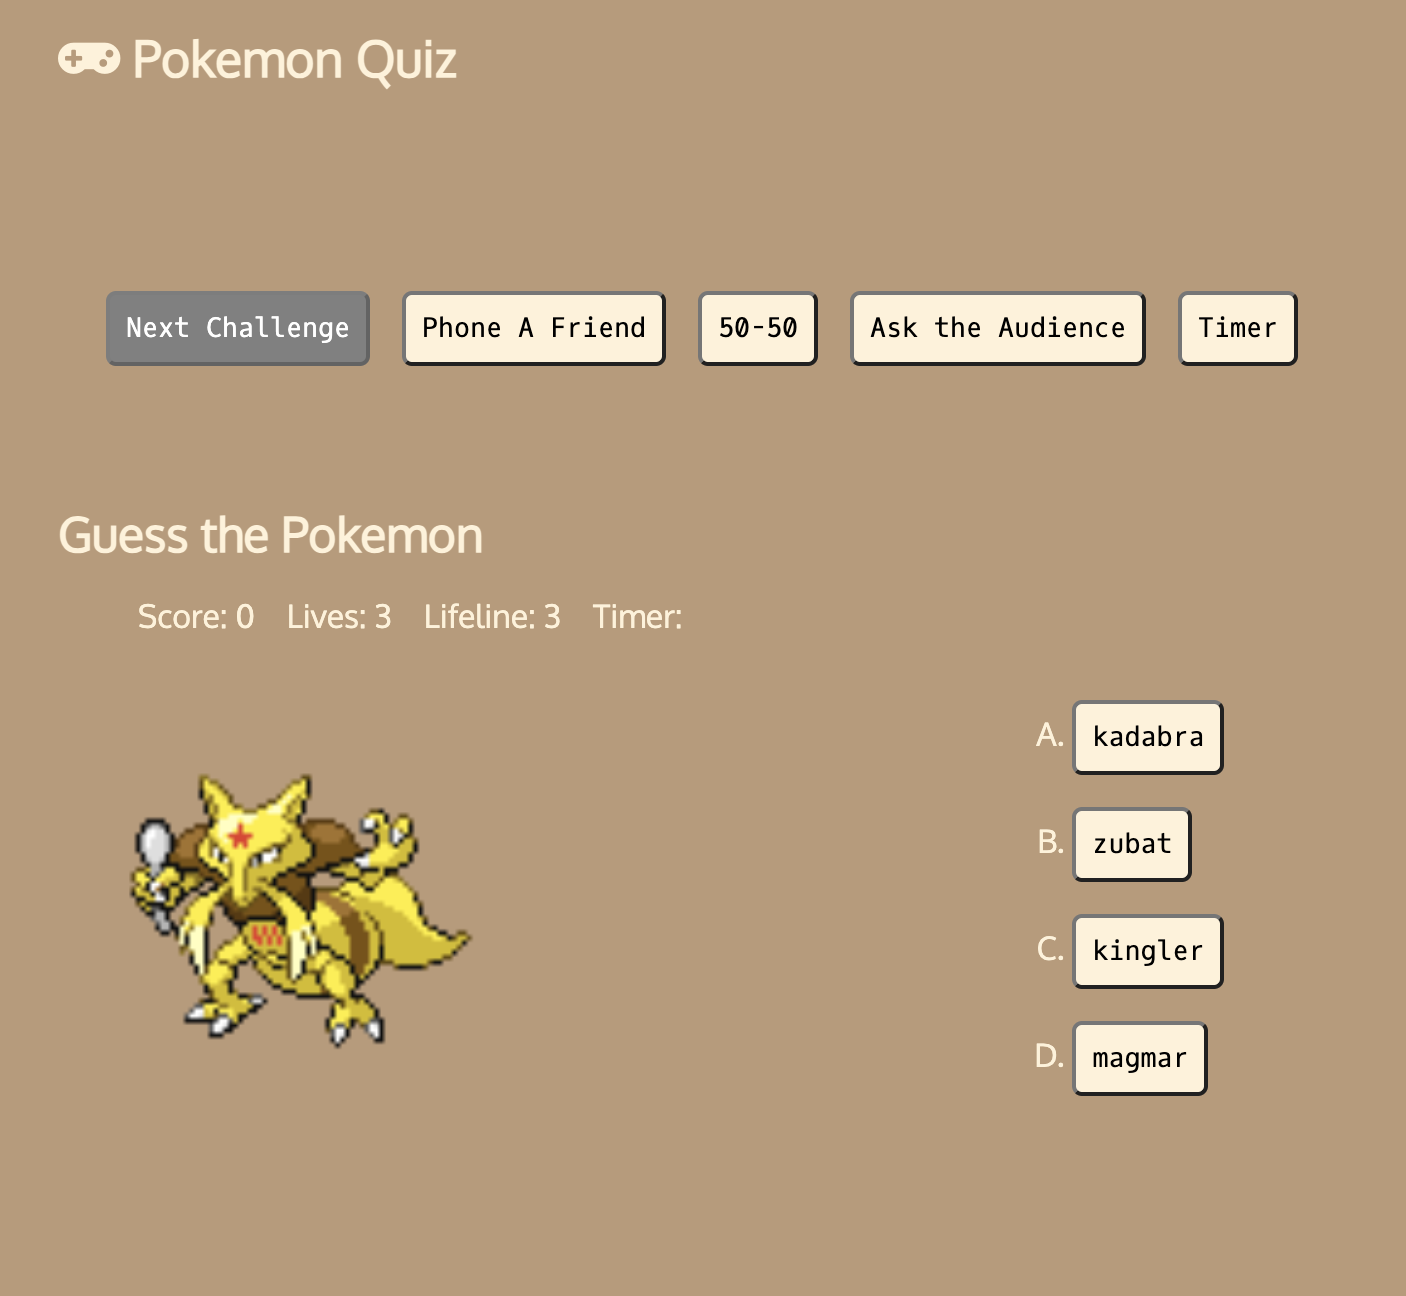 Pokemon Quiz
Next Challenge Phone A Friend 50-50 Ask the Audience Timer
Guess the Pokemon
Score: 0 Lives: 3 Lifeline: 3 Timer:
A. kadabra
B. zubat
C. kingler
D. magmar